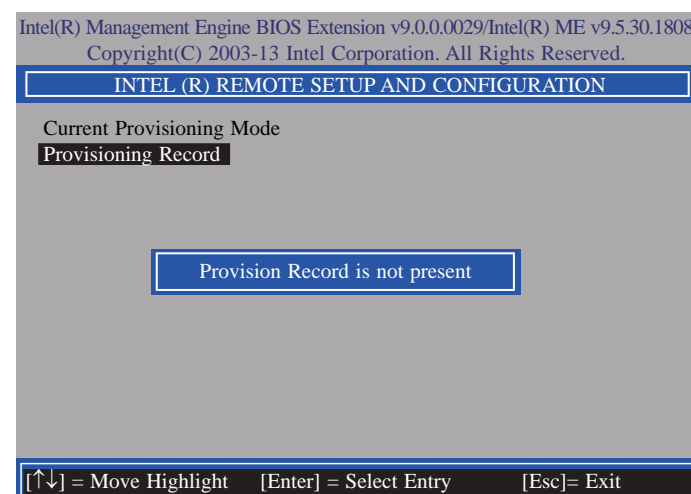 Intel(R) Management Engine BIOS Extension v9.0.0.0029/Intel(R) ME v9.5.30.1808
Copyright(C) 2003-13 Intel Corporation. All Rights Reserved.
INTEL (R) REMOTE SETUP AND CONFIGURATION
Current Provisioning Mode
Provisioning Record
Provision Record is not present
[↑↓] = Move Highlight [Enter] = Select Entry [Esc]= Exit